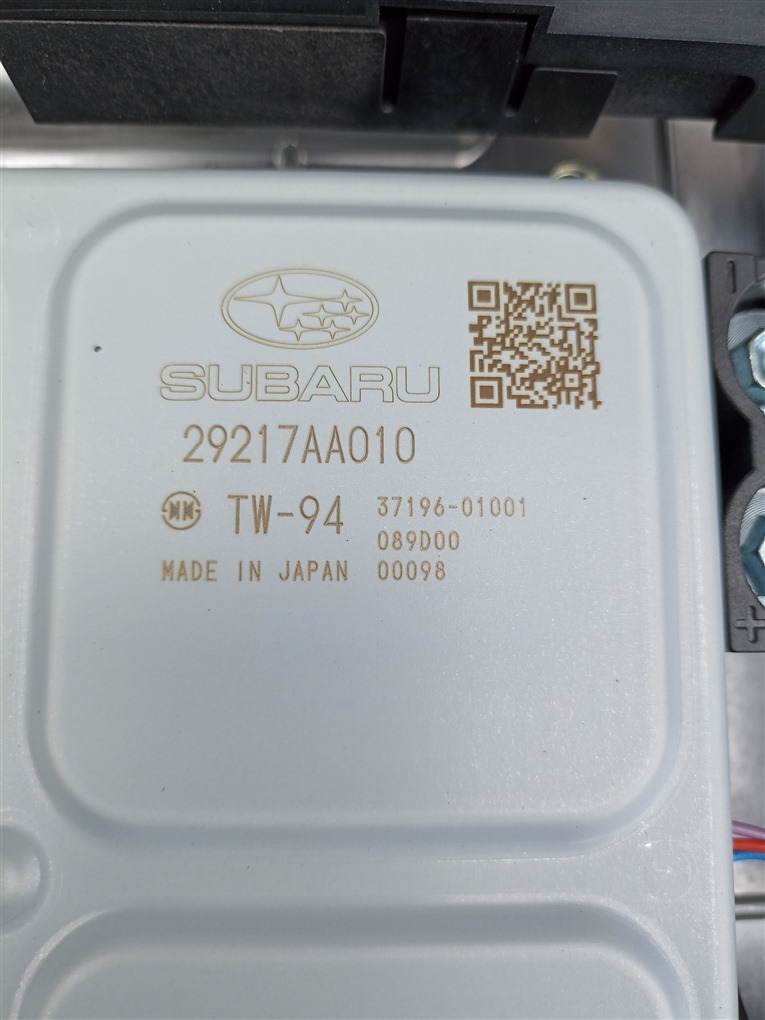 SUBARU
29217AA010
TW-94 37196-01001
089D00
MADE IN JAPAN 00098
- 
+